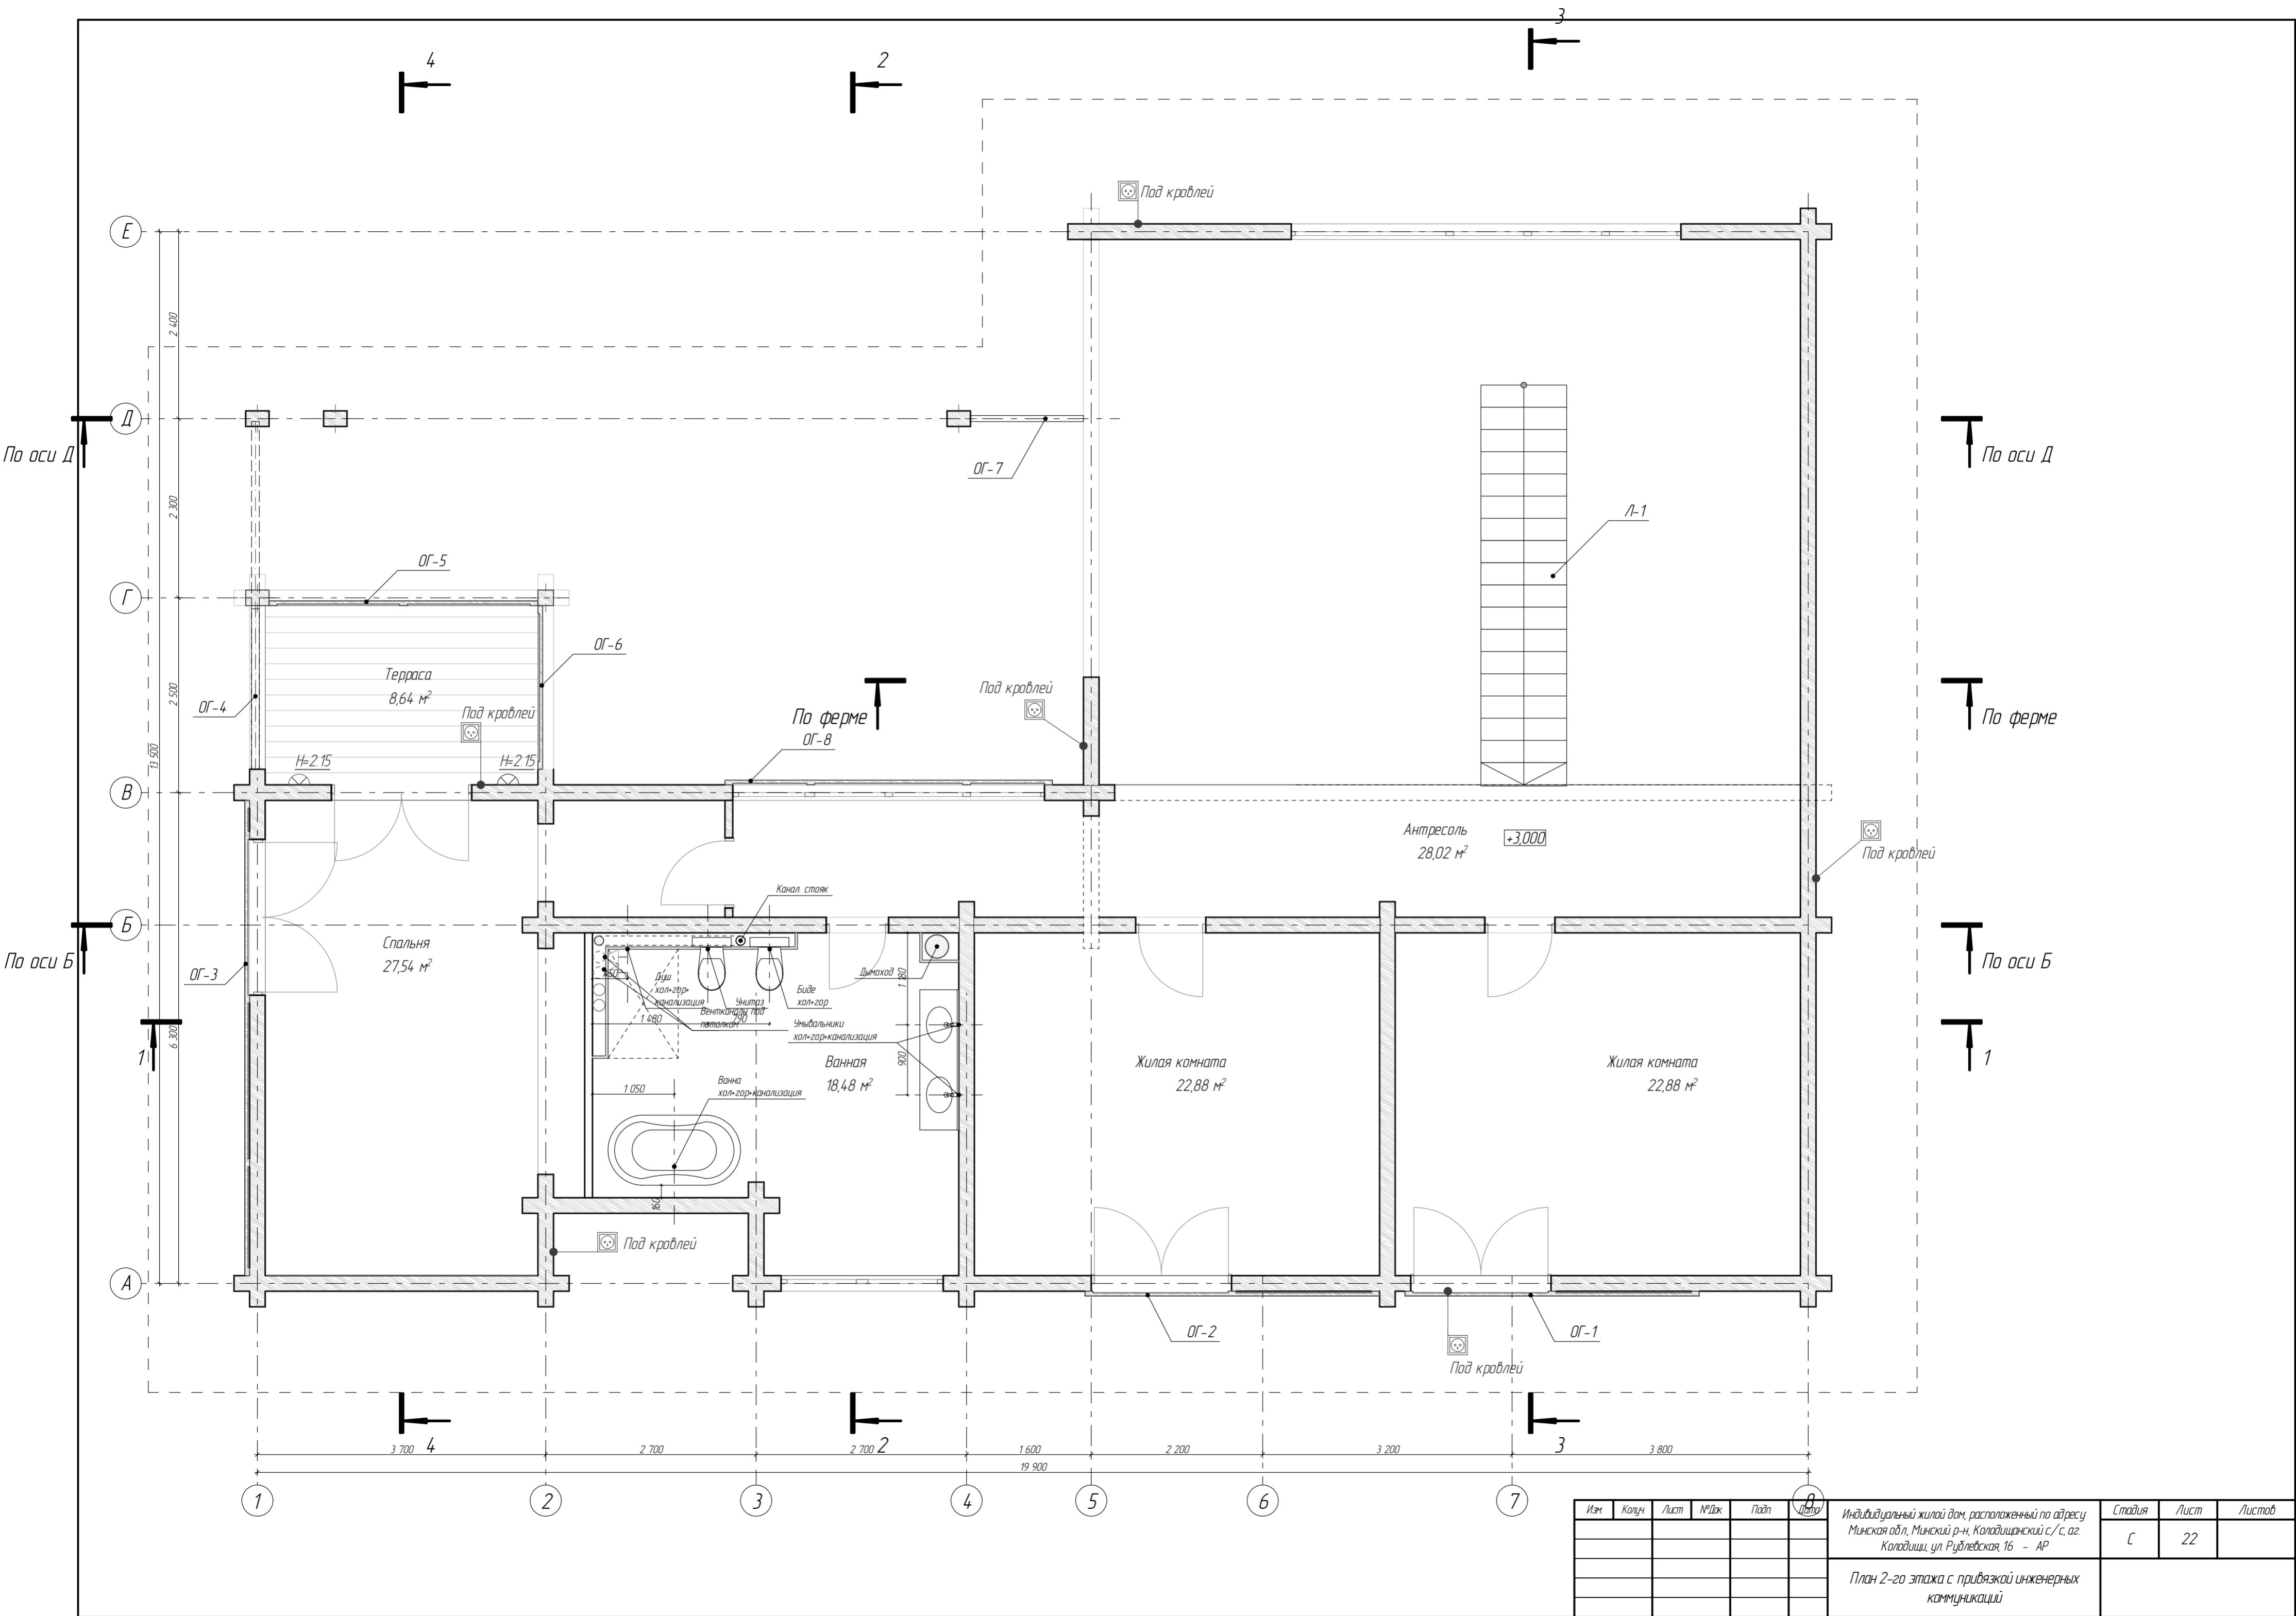 3
4
2
Под кровлей
Е
2 400
Д
По оси Д
По оси Д
ОГ-7
2 300
Л-1
ОГ-5
Г
ОГ-6
Терраса
8,64 м²
2 500
ОГ-4
Под кровлей
Под кровлей
По ферме
По ферме
ОГ-8
13 500
Н=2.15
Н=2.15
В
Антресоль
28,02 м²
+3,000
Под кровлей
Канал. стояк
Б
По оси Б
По оси Б
Спальня
27,54 м²
ОГ-3
Дымоход
1 180
450
Душ
хол+гор+
канализация
Унитаз
Биде
хол+гор
1 480
790
Вентканалы под
потолком
Умывальники
хол+гор+канализация
6 300
1
1
900
Ванная
18,48 м²
Жилая комната
22,88 м²
Жилая комната
22,88 м²
1 050
Ванна
хол+гор+канализация
160
Под кровлей
А
ОГ-2
ОГ-1
Под кровлей
4
2
3
3 700
2 700
2 700
1 600
2 200
3 200
3 800
19 900
1
2
3
4
5
6
7
8
Изм
Колуч
Лист
№Док
Подп
Дата
Индивидуальный жилой дом, расположенный по адресу
Минская обл., Минский р-н, Колодищанский с/с, аг.
Колодищи, ул. Рублевская, 16 - АР
Стадия
Лист
Листов
С
22
План 2-го этажа с привязкой инженерных
коммуникаций